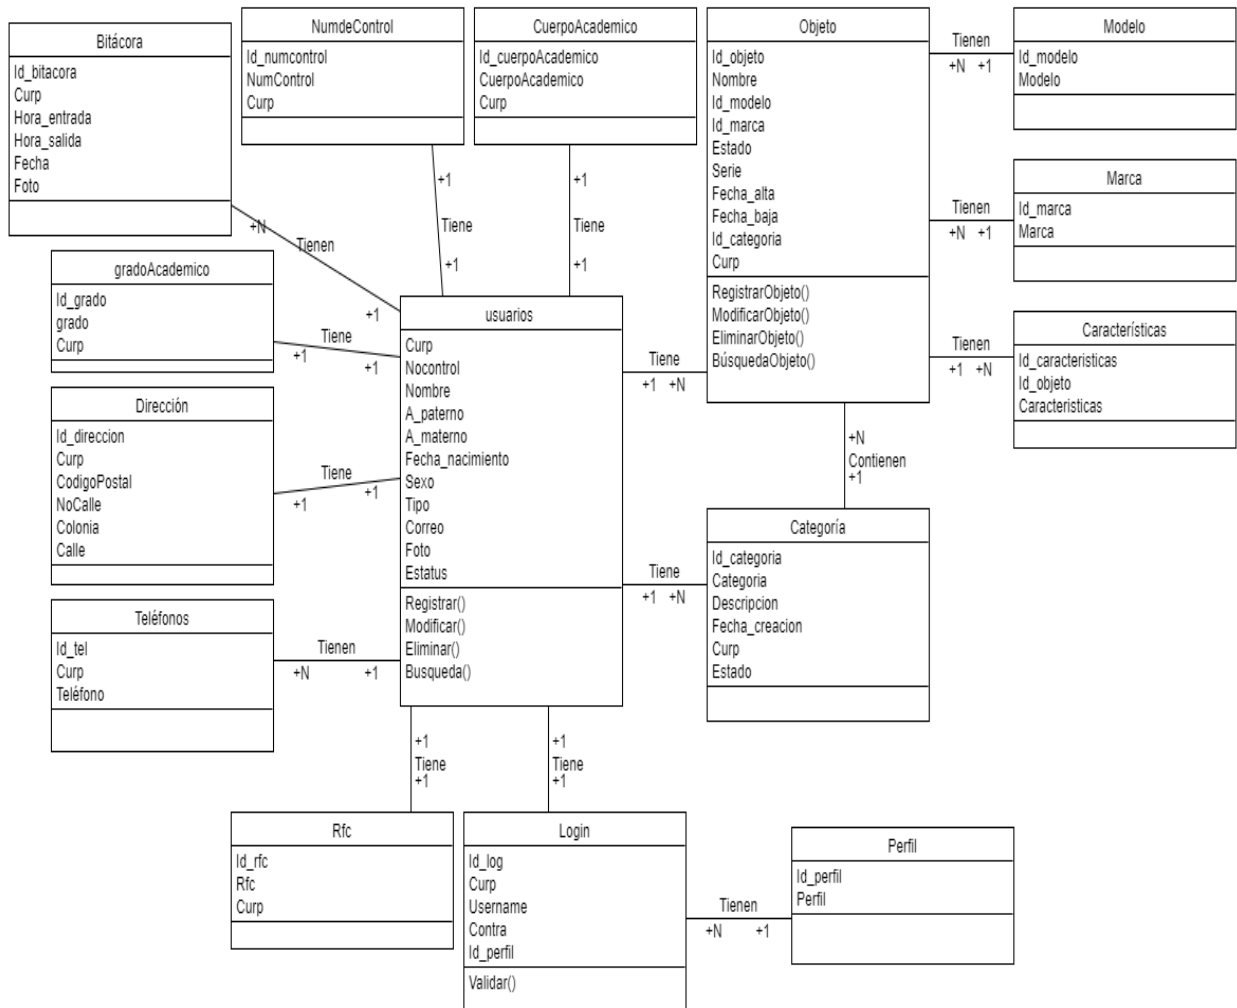 Bitácora
Id_bitacora
Curp
Hora_entrada
Hora_salida
Fecha
Foto
NumdeControl
Id_numcontrol
NumControl
Curp
CuerpoAcademico
Id_cuerpoAcademico
CuerpoAcademico
Curp
Objeto
Id_objeto
Nombre
Id_modelo
Id_marca
Estado
Serie
Fecha_alta
Fecha_baja
Id_categoria
Curp
RegistrarObjeto()
ModificarObjeto()
EliminarObjeto()
BúsquedaObjeto()
Tienen
+N +1
Modelo
Id_modelo
Modelo
Tienen
+N +1
Marca
Id_marca
Marca
Tienen
+1 +N
Características
Id_caracteristicas
Id_objeto
Caracteristicas
+1
Tiene
+1
+1
Tiene
+1
+N
Tienen
+1
gradoAcademico
Id_grado
grado
Curp
Tiene
+1
+1
Dirección
Id_direccion
Curp
CodigoPostal
NoCalle
Colonia
Calle
Tiene
+1
+1
Teléfonos
Id_tel
Curp
Teléfono
Tienen
+N
+1
usuarios
Curp
Nocontrol
Nombre
A_paterno
A_materno
Fecha_nacimiento
Sexo
Tipo
Correo
Foto
Estatus
Registrar()
Modificar()
Eliminar()
Busqueda()
Tiene
+1 +N
+N
Contienen
+1
Tiene
+1 +N
Categoría
Id_categoria
Categoria
Descripcion
Fecha_creacion
Curp
Estado
+1
Tiene
+1
+1
Tiene
+1
Rfc
Id_rfc
Rfc
Curp
Login
Id_log
Curp
Username
Contra
Id_perfil
Validar()
Tienen
+N +1
Perfil
Id_perfil
Perfil